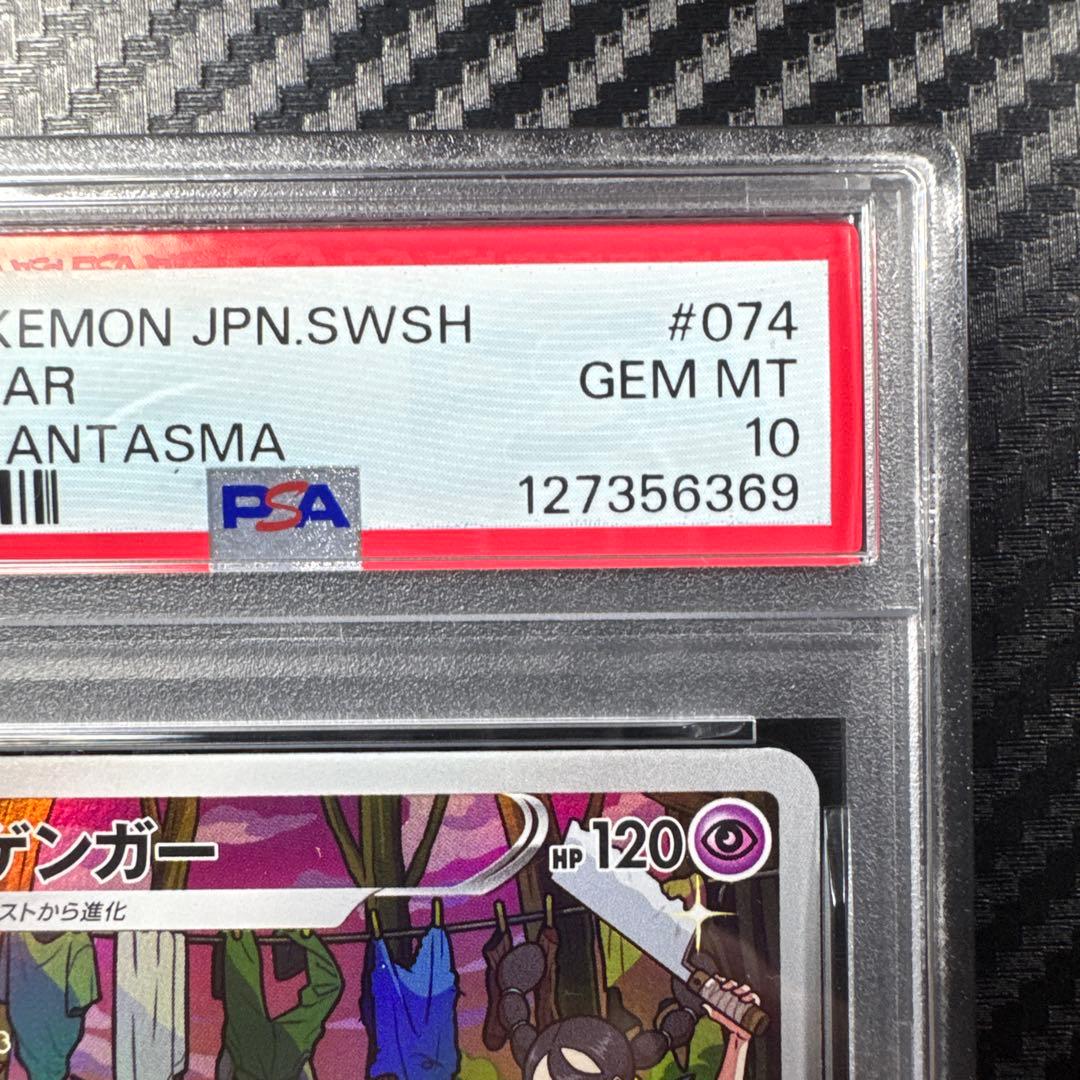 KEMON JPN.SWSH #074
AR GEM MT
ANTASMA 10
PSA 127356369
ゲンガー HP 120
ストから進化
3